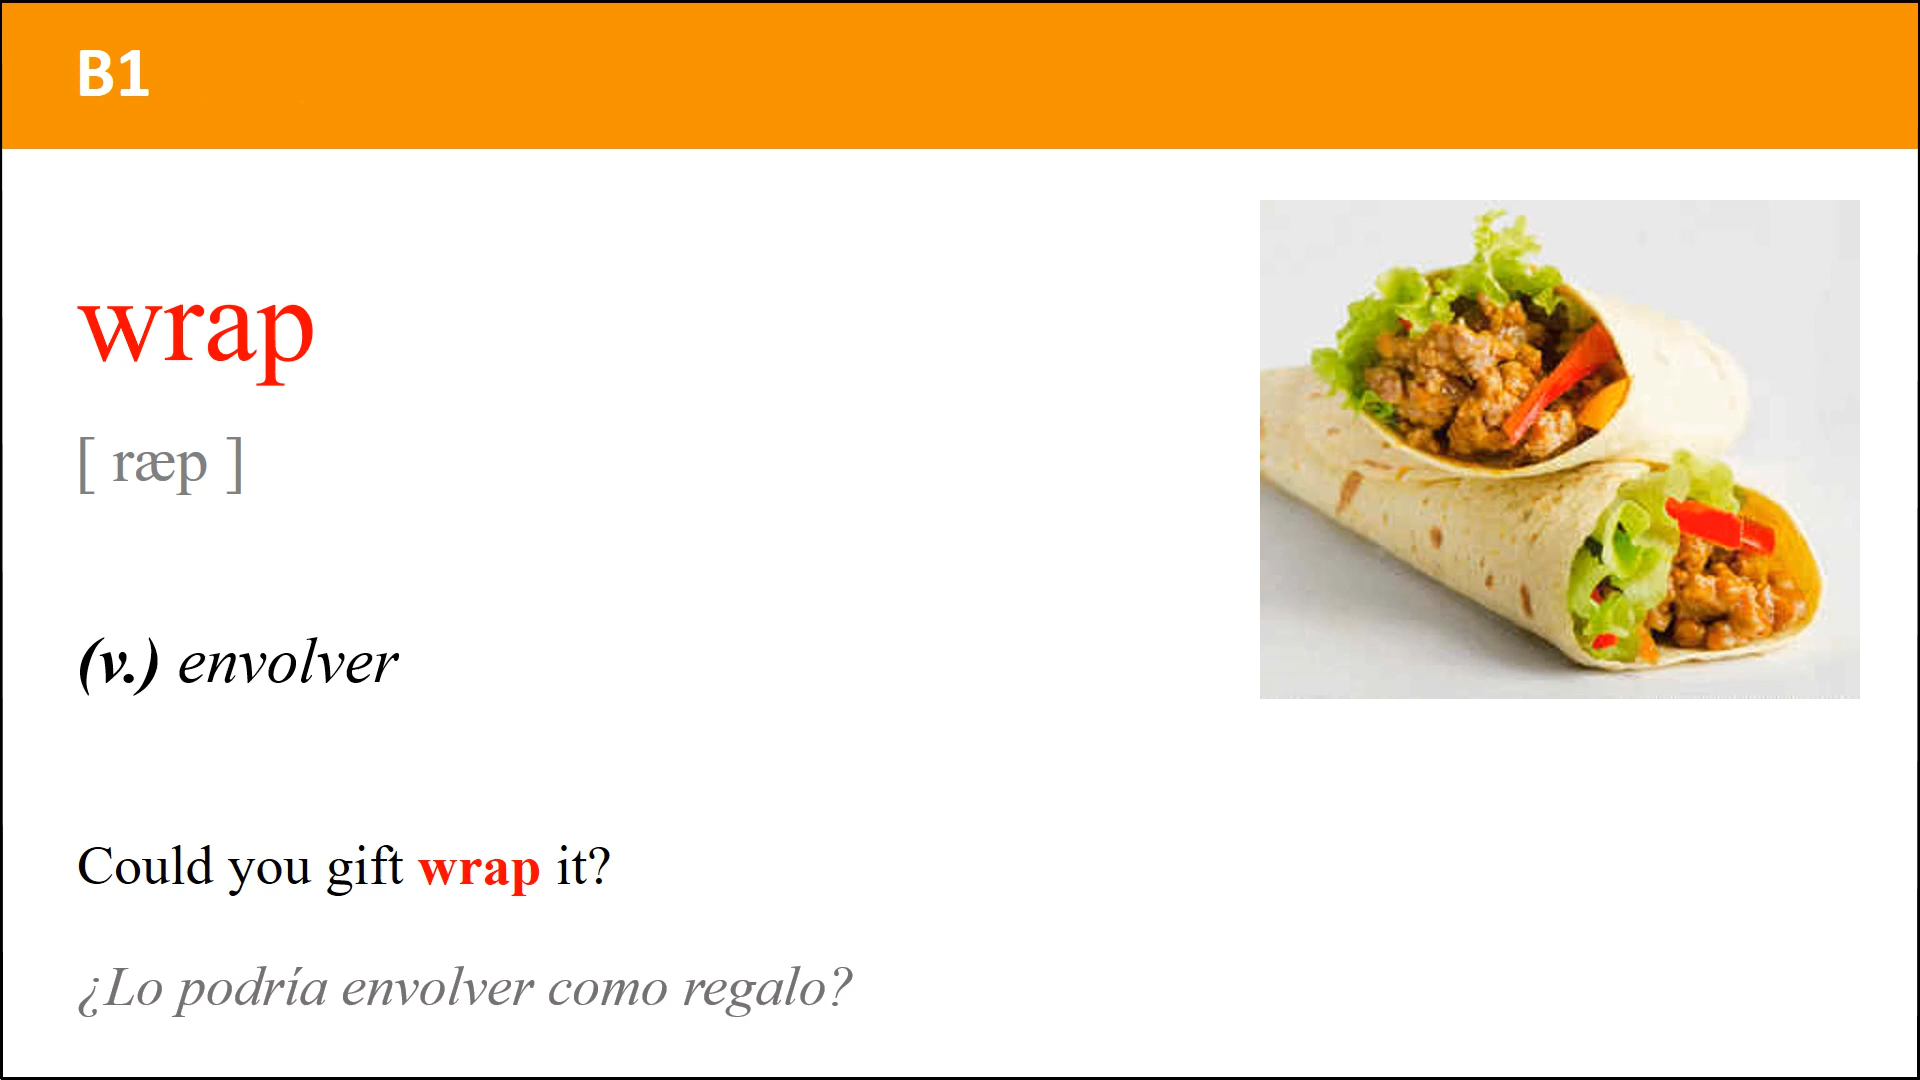 B1
wrap
[ ræp ]
(v.) envolver
Could you gift wrap it?
¿Lo podría envolver como regalo?